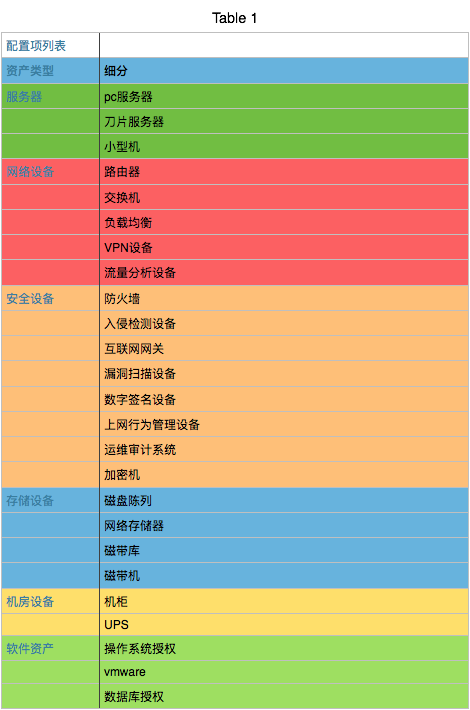 Table 1
配置项列表
资产类型 细分
服务器 pc服务器
刀片服务器
小型机
网络设备 路由器
交换机
负载均衡
VPN设备
流量分析设备
安全设备 防火墙
入侵检测设备
互联网网关
漏洞扫描设备
数字签名设备
上网行为管理设备
运维审计系统
加密机
存储设备 磁盘陈列
网络存储器
磁带库
磁带机
机房设备 机柜
UPS
软件资产 操作系统授权
vmware
数据库授权